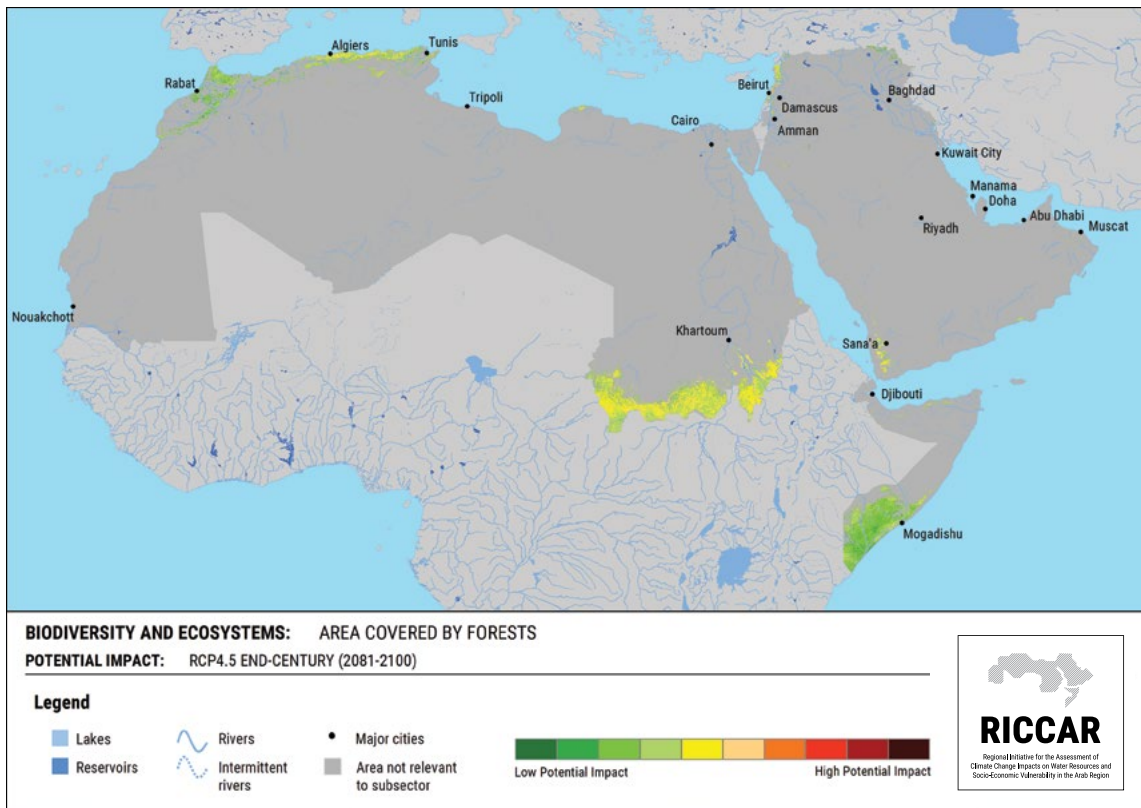 Algiers
Tunis
Rabat
Tripoli
Beirut
Damascus
Baghdad
Amman
Cairo
Kuwait City
Manama
Doha
Abu Dhabi
Muscat
Riyadh
Nouakchott
Khartoum
Sana'a
Djibouti
Mogadishu
BIODIVERSITY AND ECOSYSTEMS: AREA COVERED BY FORESTS
POTENTIAL IMPACT: RCP4.5 END-CENTURY (2081-2100)
Legend
Lakes
Reservoirs
Rivers
Intermittent
rivers
Major cities
Area not relevant
to subsector
Low Potential Impact
High Potential Impact
RICCAR
Regional Initiative for the Assessment of
Climate Change Impacts on Water Resources and
Socio-Economic Vulnerability in the Arab Region